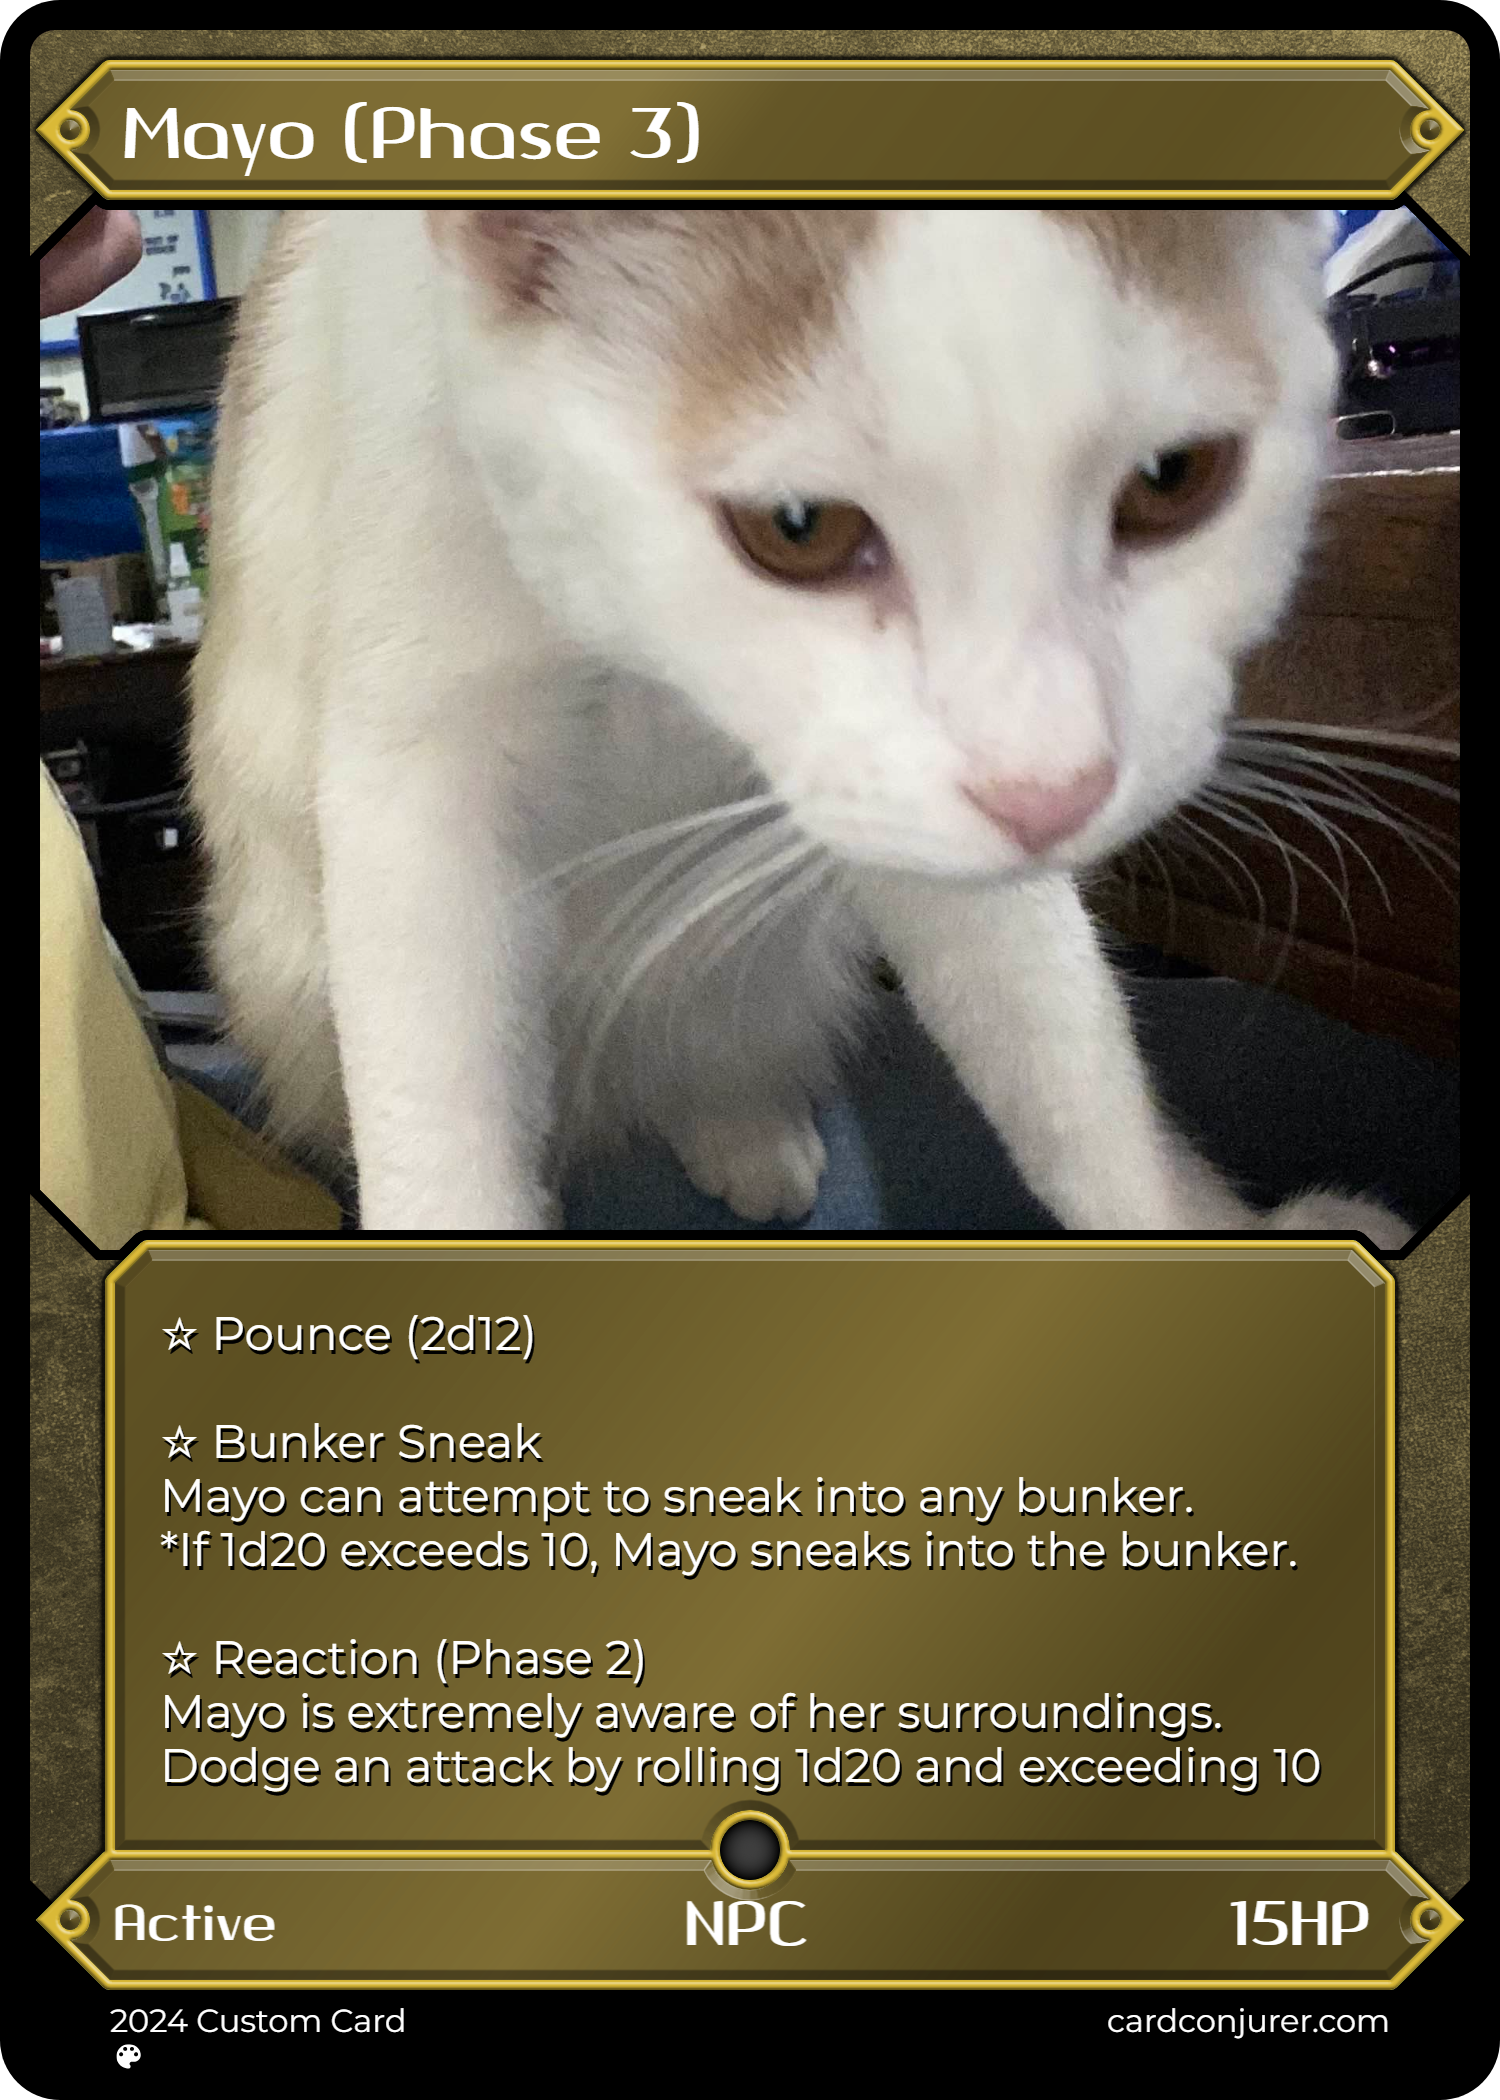 Mayo (Phase 3)
☆ Pounce (2d12)
☆ Bunker Sneak
Mayo can attempt to sneak into any bunker.
*If 1d20 exceeds 10, Mayo sneaks into the bunker.
☆ Reaction (Phase 2)
Mayo is extremely aware of her surroundings.
Dodge an attack by rolling 1d20 and exceeding 10
Active
NPC
15HP
2024 Custom Card
cardconjurer.com